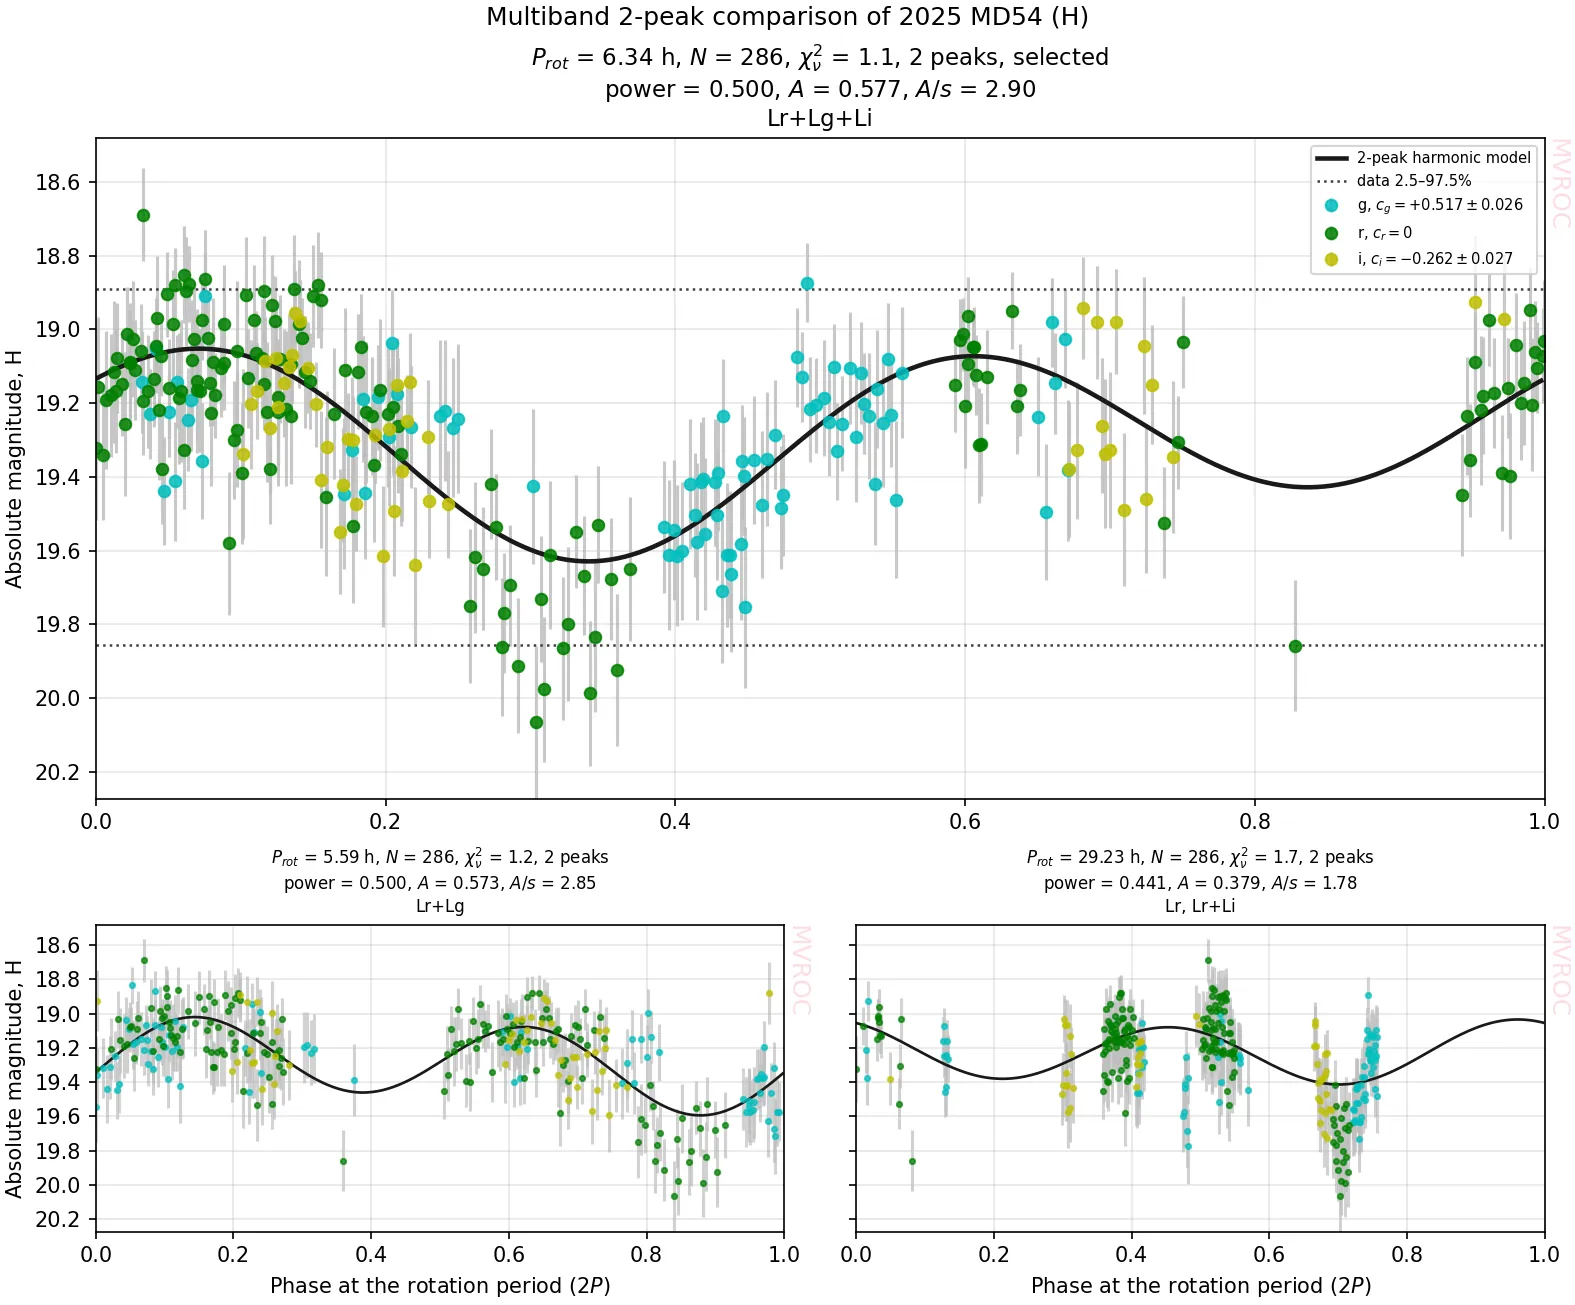 Multiband 2-peak comparison of 2025 MD54 (H)
P_rot = 6.34 h, N = 286, χ²_ν = 1.1, 2 peaks, selected
power = 0.500, A = 0.577, A/s = 2.90
Lr+Lg+Li
2-peak harmonic model
data 2.5–97.5%
g, c_g = +0.517 ± 0.026
r, c_r = 0
i, c_i = −0.262 ± 0.027
MVROC
Absolute magnitude, H
18.6
18.8
19.0
19.2
19.4
19.6
19.8
20.0
20.2
0.0 0.2 0.4 0.6 0.8 1.0
P_rot = 5.59 h, N = 286, χ²_ν = 1.2, 2 peaks
power = 0.500, A = 0.573, A/s = 2.85
Lr+Lg
MVROC
Absolute magnitude, H
18.6
18.8
19.0
19.2
19.4
19.6
19.8
20.0
20.2
0.0 0.2 0.4 0.6 0.8 1.0
Phase at the rotation period (2P)
P_rot = 29.23 h, N = 286, χ²_ν = 1.7, 2 peaks
power = 0.441, A = 0.379, A/s = 1.78
Lr, Lr+Li
MVROC
0.0 0.2 0.4 0.6 0.8 1.0
Phase at the rotation period (2P)